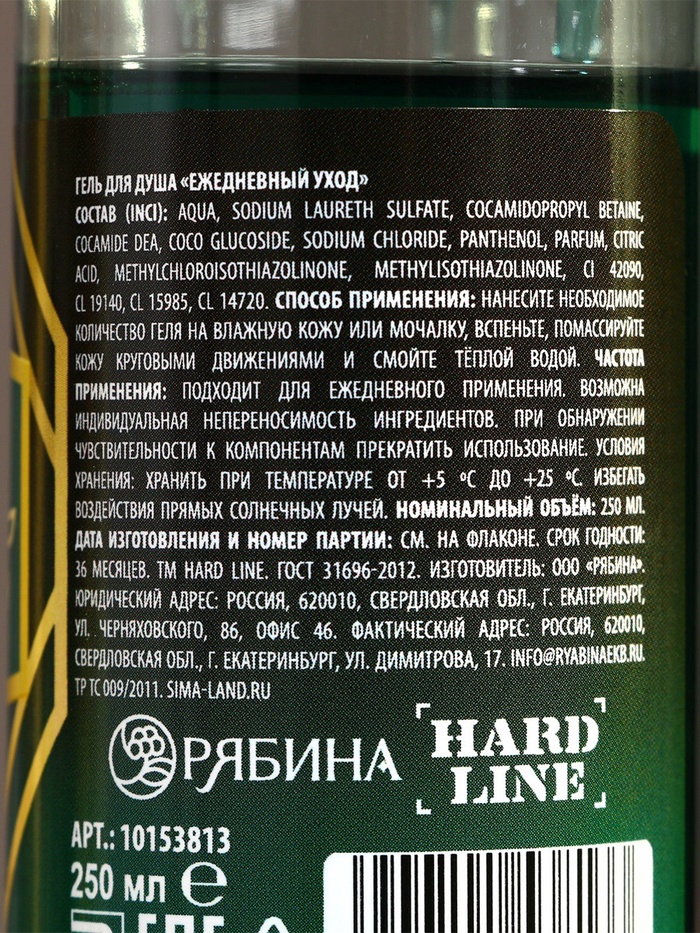 ГЕЛЬ ДЛЯ ДУША «ЕЖЕДНЕВНЫЙ УХОД»
СОСТАВ (INCI): AQUA, SODIUM LAURETH SULFATE, COCAMIDOPROPYL BETAINE,
COCAMIDE DEA, COCO GLUCOSIDE, SODIUM CHLORIDE, PANTHENOL, PARFUM, CITRIC
ACID, METHYLCHLOROISOTHIAZOLINONE, METHYLISOTHIAZOLINONE, CI 42090,
CL 19140, CL 15985, CL 14720. СПОСОБ ПРИМЕНЕНИЯ: НАНЕСИТЕ НЕОБХОДИМОЕ
КОЛИЧЕСТВО ГЕЛЯ НА ВЛАЖНУЮ КОЖУ ИЛИ МОЧАЛКУ, ВСПЕНЬТЕ, ПОМАССИРУЙТЕ
КОЖУ КРУГОВЫМИ ДВИЖЕНИЯМИ И СМОЙТЕ ТЁПЛОЙ ВОДОЙ. ЧАСТОТА
ПРИМЕНЕНИЯ: ПОДХОДИТ ДЛЯ ЕЖЕДНЕВНОГО ПРИМЕНЕНИЯ. ВОЗМОЖНА
ИНДИВИДУАЛЬНАЯ НЕПЕРЕНОСИМОСТЬ ИНГРЕДИЕНТОВ. ПРИ ОБНАРУЖЕНИИ
ЧУВСТВИТЕЛЬНОСТИ К КОМПОНЕНТАМ ПРЕКРАТИТЬ ИСПОЛЬЗОВАНИЕ. УСЛОВИЯ
ХРАНЕНИЯ: ХРАНИТЬ ПРИ ТЕМПЕРАТУРЕ ОТ +5 ºC ДО +25 ºC. ИЗБЕГАТЬ
ВОЗДЕЙСТВИЯ ПРЯМЫХ СОЛНЕЧНЫХ ЛУЧЕЙ. НОМИНАЛЬНЫЙ ОБЪЁМ: 250 МЛ.
ДАТА ИЗГОТОВЛЕНИЯ И НОМЕР ПАРТИИ: СМ. НА ФЛАКОНЕ. СРОК ГОДНОСТИ:
36 МЕСЯЦЕВ. ТМ HARD LINE. ГОСТ 31696-2012. ИЗГОТОВИТЕЛЬ: ООО «РЯБИНА».
ЮРИДИЧЕСКИЙ АДРЕС: РОССИЯ, 620010, СВЕРДЛОВСКАЯ ОБЛ., Г. ЕКАТЕРИНБУРГ,
УЛ. ЧЕРНЯХОВСКОГО, 86, ОФИС 46. ФАКТИЧЕСКИЙ АДРЕС: РОССИЯ, 620010,
СВЕРДЛОВСКАЯ ОБЛ., Г. ЕКАТЕРИНБУРГ, УЛ. ДИМИТРОВА, 17. INFO@RYABINAEKB.RU.
ТР ТС 009/2011. SIMA-LAND.RU
РЯБИНА
HARD
LINE
АРТ.: 10153813
250 МЛ e